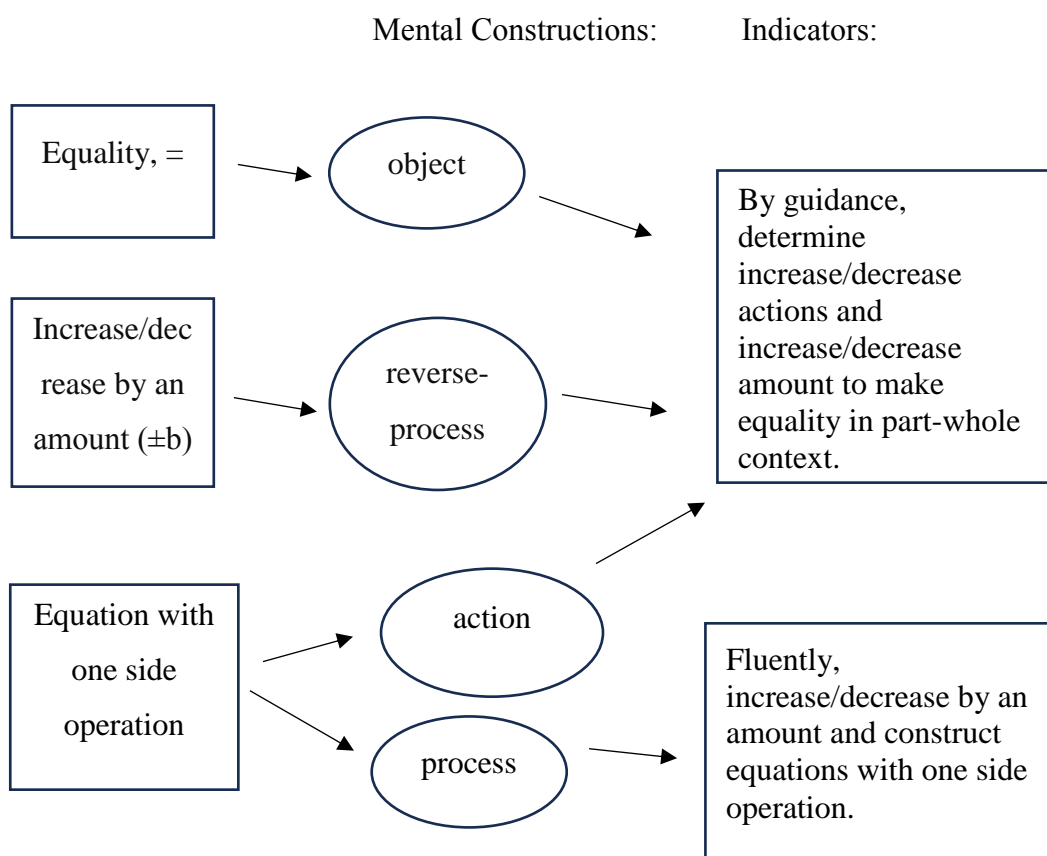 Mental Constructions: Indicators:
Equality, =
object
By guidance,
determine
increase/decrease
actions and
increase/decrease
amount to make
equality in part-whole
context.
Increase/dec
rease by an
amount (±b)
reverse-
process
Equation with
one side
operation
action
process
Fluently,
increase/decrease by an
amount and construct
equations with one side
operation.